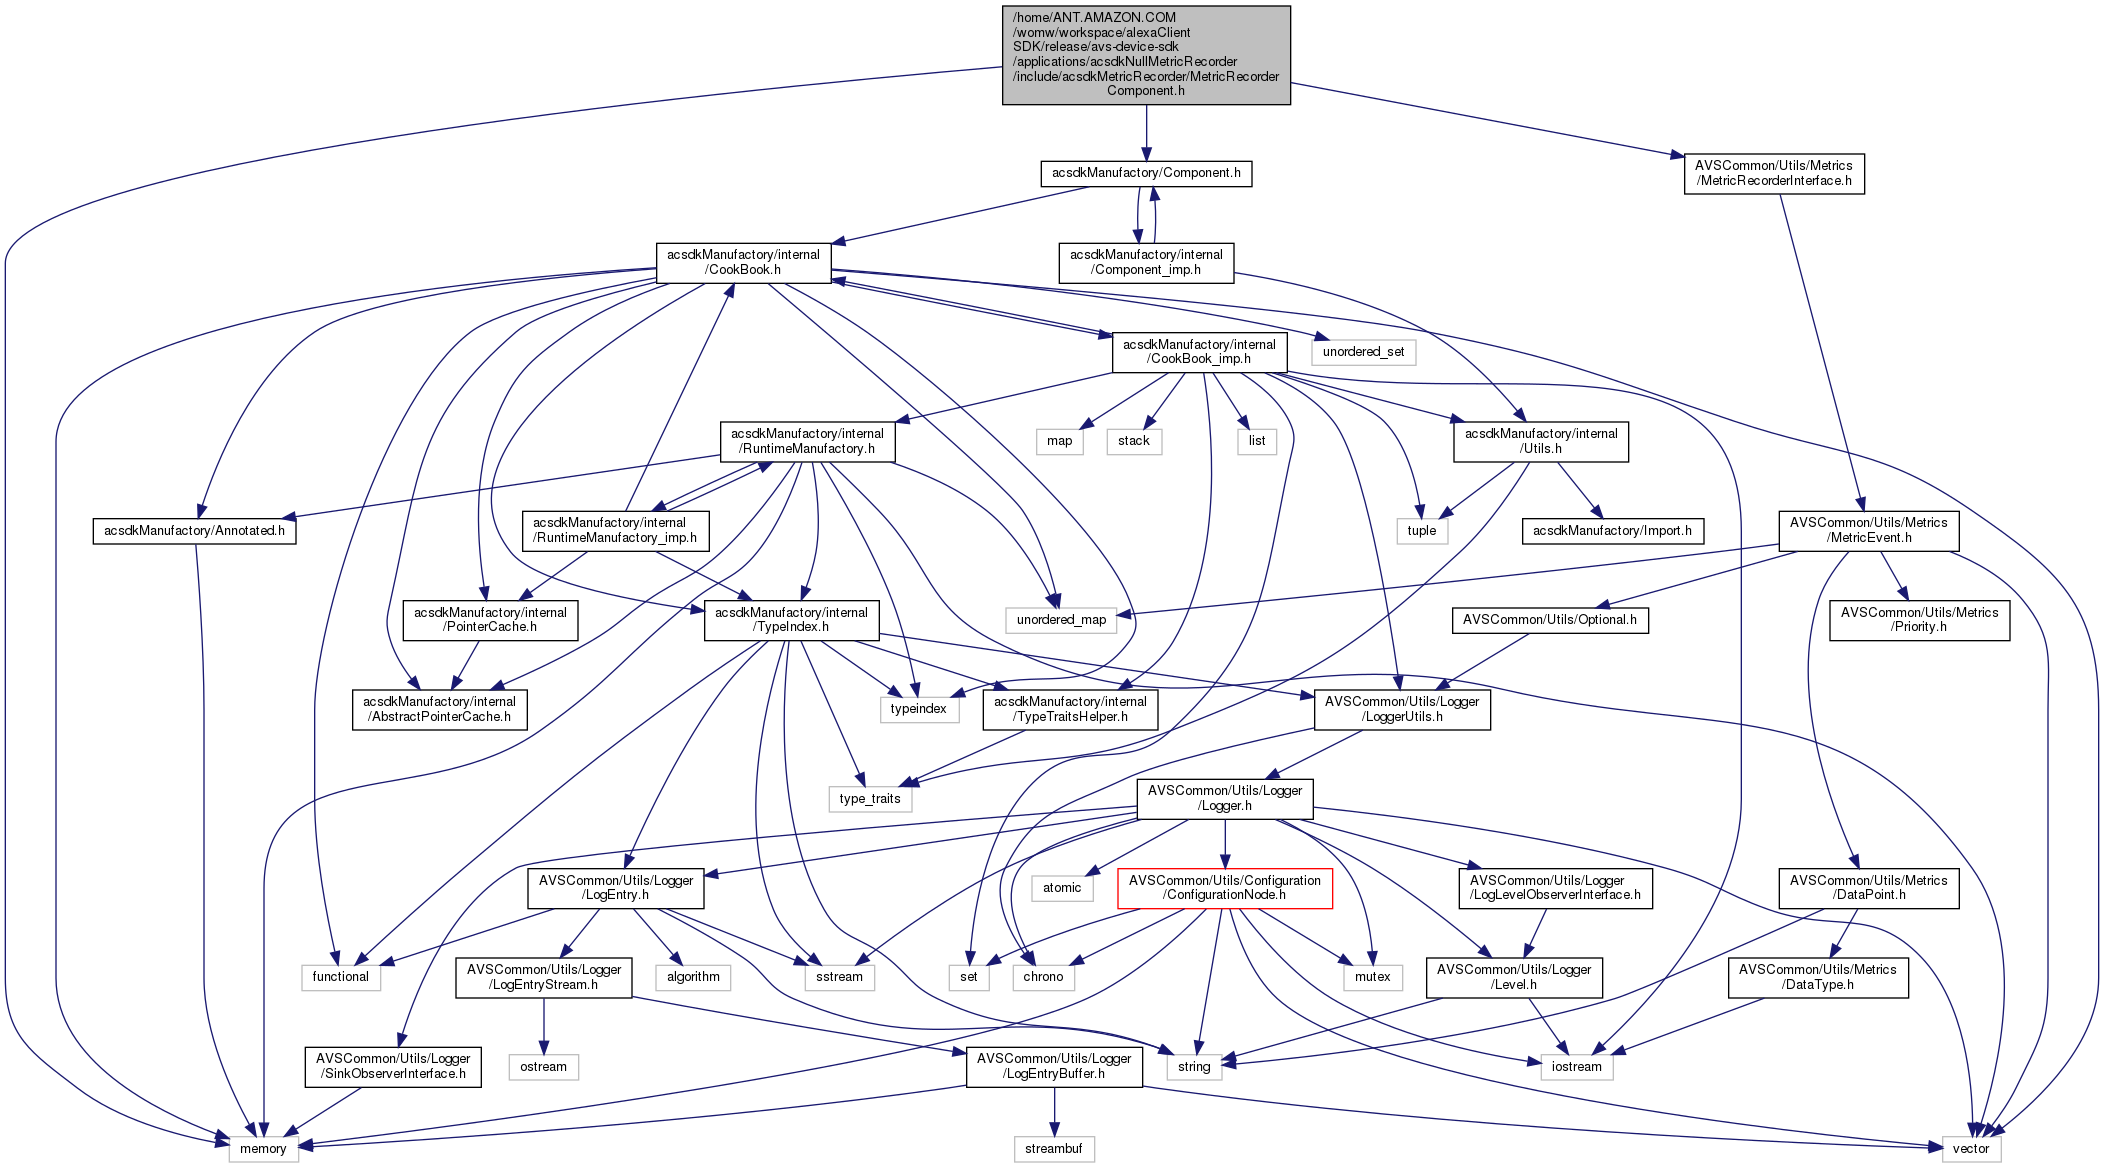 /home/ANT.AMAZON.COM
/womw/workspace/alexaClient
SDK/release/avs-device-sdk
/applications/acsdkNullMetricRecorder
/include/acsdkMetricRecorder/MetricRecorder
Component.h
acsdkManufactory/Component.h
AVSCommon/Utils/Metrics
/MetricRecorderInterface.h
acsdkManufactory/internal
/CookBook.h
acsdkManufactory/internal
/Component_imp.h
acsdkManufactory/internal
/CookBook_imp.h
unordered_set
acsdkManufactory/internal
/RuntimeManufactory.h
map
stack
list
acsdkManufactory/internal
/Utils.h
acsdkManufactory/Annotated.h
acsdkManufactory/internal
/RuntimeManufactory_imp.h
tuple
acsdkManufactory/Import.h
AVSCommon/Utils/Metrics
/MetricEvent.h
acsdkManufactory/internal
/PointerCache.h
acsdkManufactory/internal
/TypeIndex.h
unordered_map
AVSCommon/Utils/Optional.h
AVSCommon/Utils/Metrics
/Priority.h
acsdkManufactory/internal
/AbstractPointerCache.h
typeindex
acsdkManufactory/internal
/TypeTraitsHelper.h
AVSCommon/Utils/Logger
/LoggerUtils.h
type_traits
AVSCommon/Utils/Logger
/Logger.h
AVSCommon/Utils/Logger
/LogEntry.h
atomic
AVSCommon/Utils/Configuration
/ConfigurationNode.h
AVSCommon/Utils/Logger
/LogLevelObserverInterface.h
AVSCommon/Utils/Metrics
/DataPoint.h
functional
AVSCommon/Utils/Logger
/LogEntryStream.h
algorithm
sstream
set
chrono
mutex
AVSCommon/Utils/Logger
/Level.h
AVSCommon/Utils/Metrics
/DataType.h
AVSCommon/Utils/Logger
/SinkObserverInterface.h
ostream
AVSCommon/Utils/Logger
/LogEntryBuffer.h
string
iostream
memory
streambuf
vector